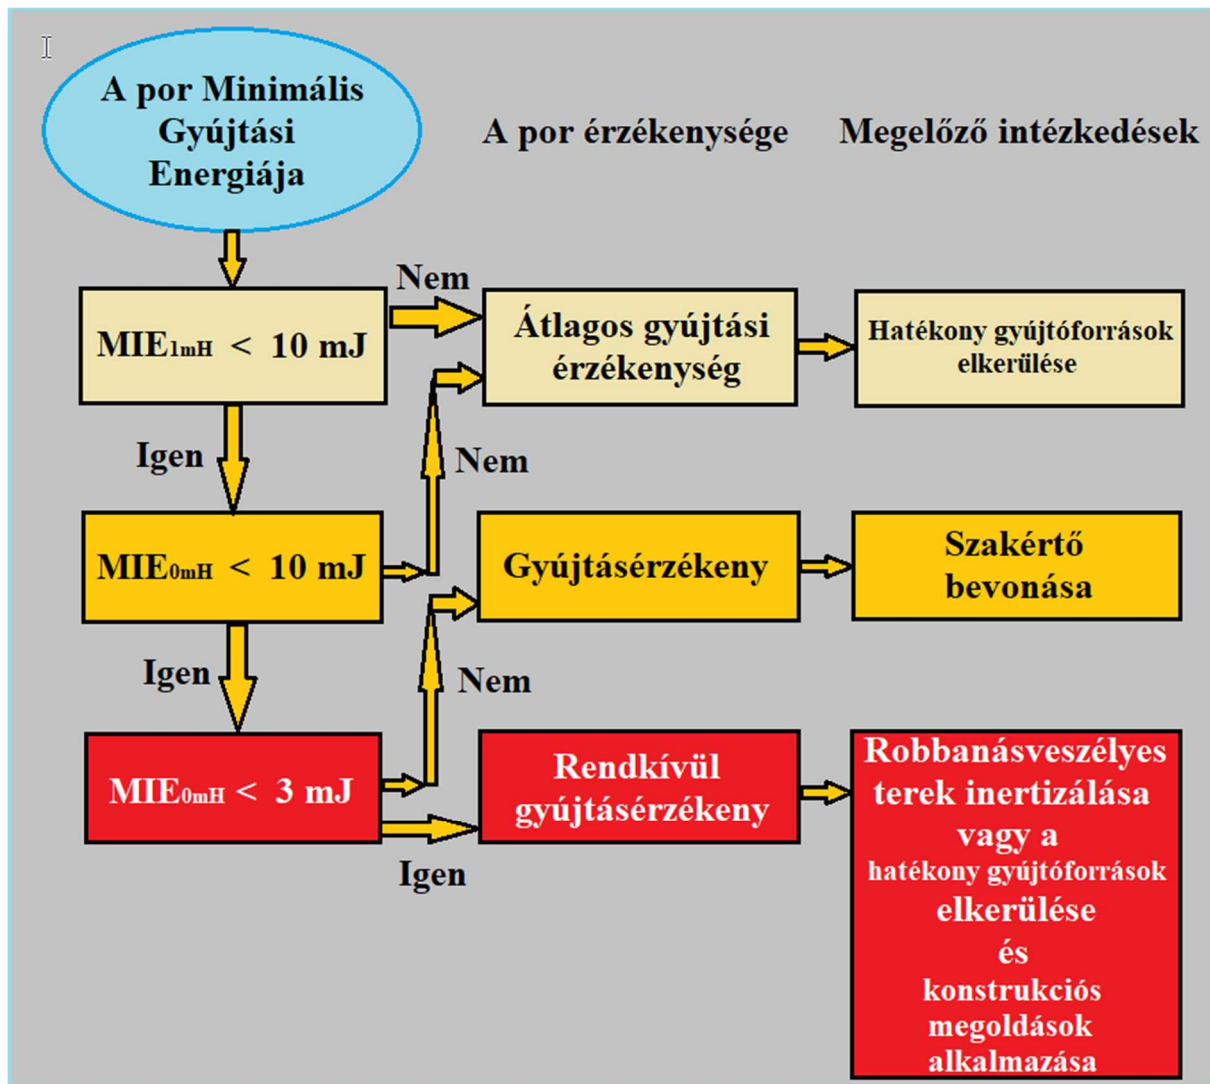 A por Minimális
Gyújtási
Energiája
A por érzékenysége
Megelőző intézkedések
Nem
MIE1mH < 10 mJ
Átlagos gyújtási
érzékenység
Hatékony gyújtóforrások
elkerülése
Igen
Nem
MIE0mH < 10 mJ
Gyújtásérzékeny
Szakértő
bevonása
Igen
Nem
MIE0mH < 3 mJ
Rendkívül
gyújtásérzékeny
Igen
Robbanásveszélyes
terek inertizálása
vagy a
hatékony gyújtóforrások
elkerülése
és
konstrukciós
megoldások
alkalmazása